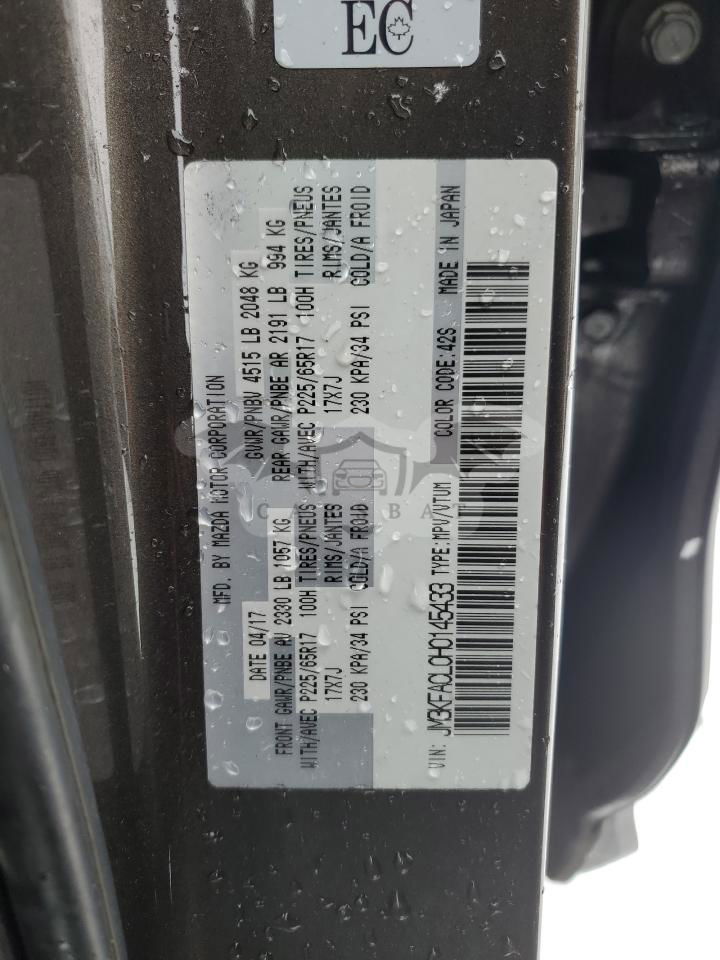 EC
MFD. BY MAZDA MOTOR CORPORATION
DATE 04/17 GVWR/PNBV 4515 LB 2048 KG
FRONT GAWR/PNBE AV 2330 LB 1057 KG REAR GAWR/PNBE AR 2191 LB 994 KG
WITH/AVEC P225/65R17 100H TIRES/PNEUS WITH/AVEC P225/65R17 100H TIRES/PNEUS
17X7J RIMS/JANTES 17X7J RIMS/JANTES
230 KPA/34 PSI COLD/A FROID 230 KPA/34 PSI COLD/A FROID
VIN: JM3KFACL0H0145433 TYPE:MPV/VTUM COLOR CODE:42S MADE IN JAPAN